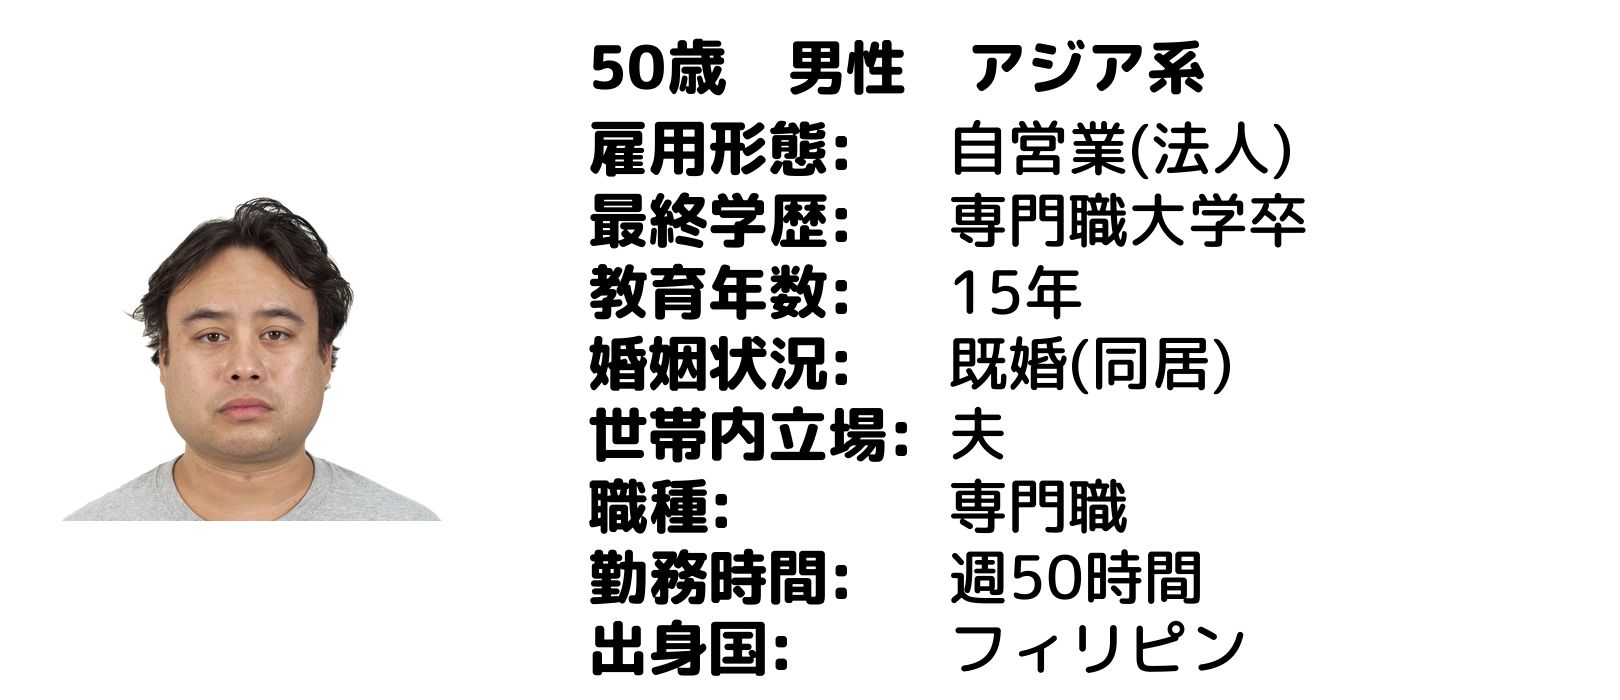 50歳　男性　アジア系
雇用形態:　自営業(法人)
最終学歴:　専門職大学卒
教育年数:　15年
婚姻状況:　既婚(同居)
世帯内立場:　夫
職種:　専門職
勤務時間:　週50時間
出身国:　フィリピン